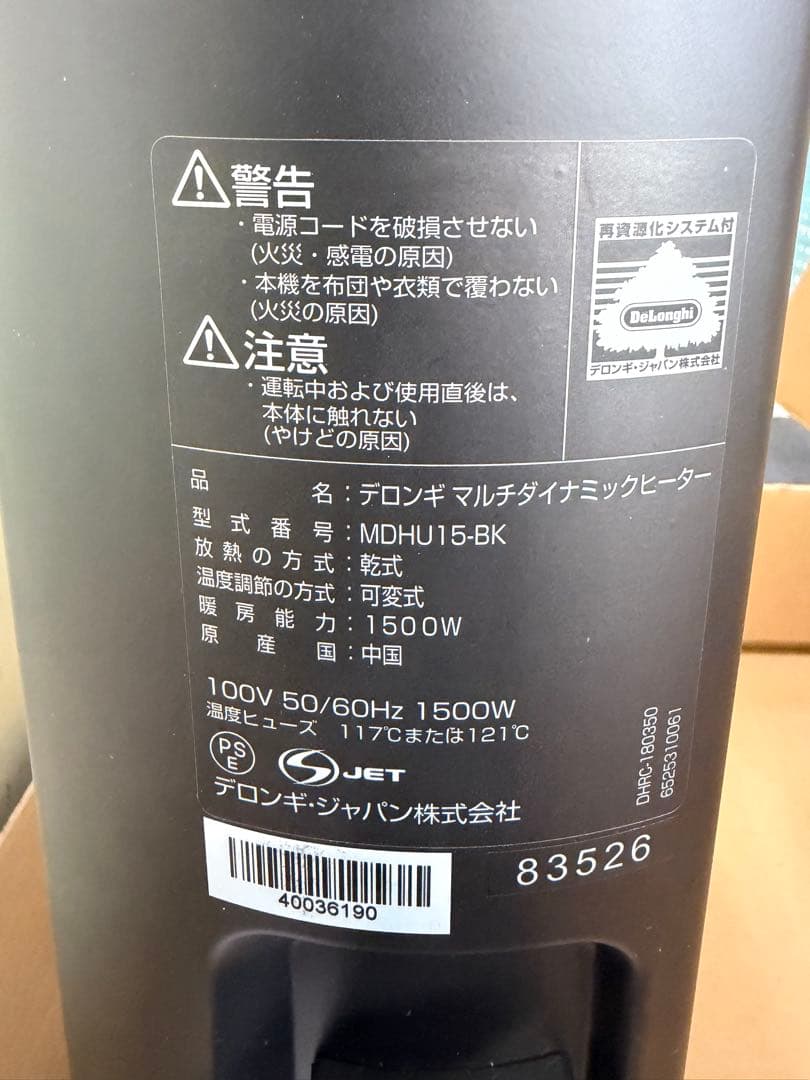 警告
・電源コードを破損させない
(火災・感電の原因)
・本機を布団や衣類で覆わない
(火災の原因)
注意
・運転中および使用直後は、
本体に触れない
(やけどの原因)
再資源化システム付
DeLonghi
デロンギ・ジャパン株式会社
品名：デロンギ マルチダイナミックヒーター
型式番号：MDHU15-BK
放熱の方式：乾式
温度調節の方式：可変式
暖房能力：1500W
原産国：中国
100V 50/60Hz 1500W
温度ヒューズ 117℃または121℃
PSE
JET
デロンギ・ジャパン株式会社
DHRC-180350
6525310061
40036190
83526